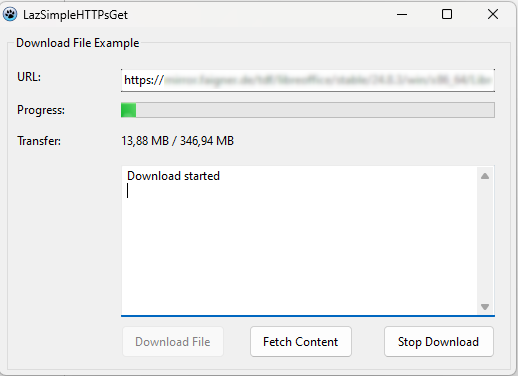 LazSimpleHTTPsGet
Download File Example
URL:
https://
Progress:
Transfer:
13,88 MB / 346,94 MB
Download started
Download File
Fetch Content
Stop Download